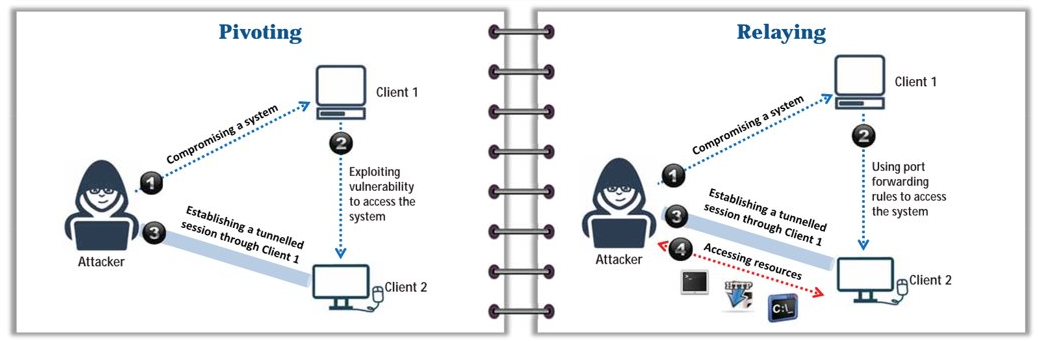 Pivoting
Client 1
Compromising a system
2
1
Exploiting
vulnerability
to access the
system
Establishing a tunnelled
session through Client 1
3
Attacker
Client 2
Relaying
Client 1
Compromising a system
2
1
Using port
forwarding
rules to access
the system
Establishing a tunnelled
session through Client 1
3
4
Accessing resources
Attacker
Client 2
HTTP
C:\_